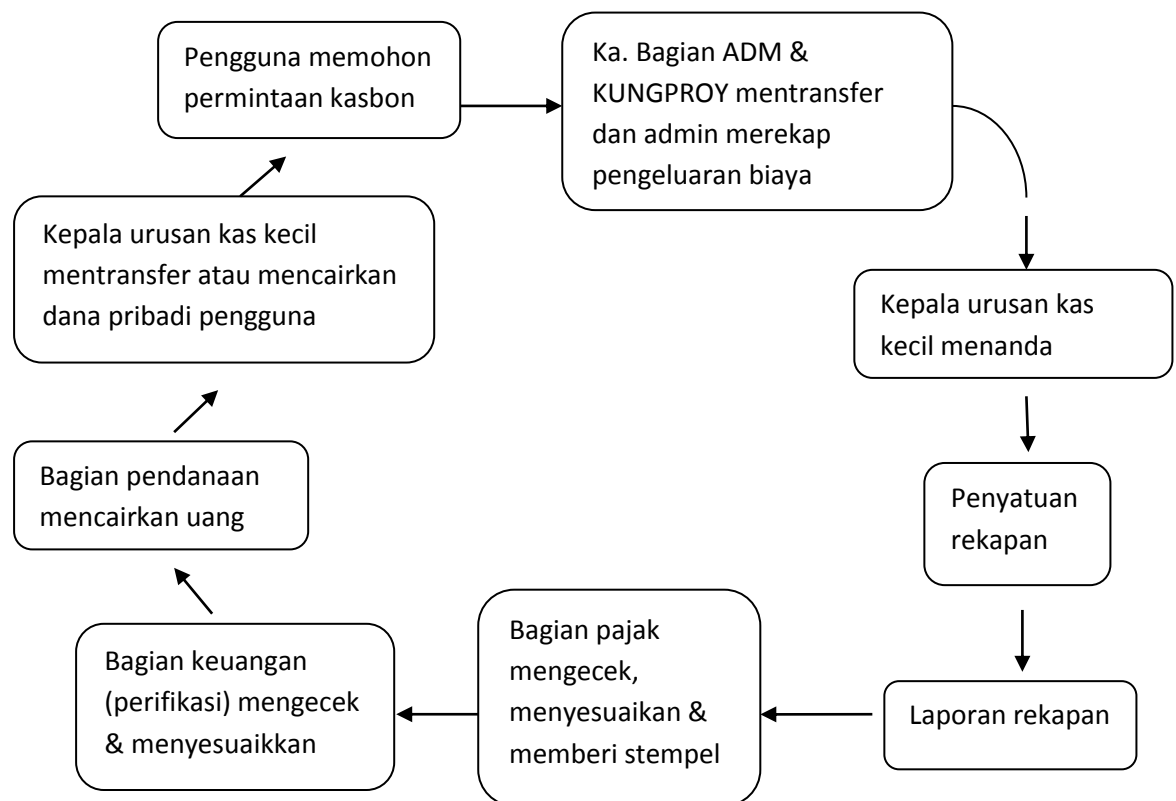 Pengguna memohon
permintaan kasbon
Ka. Bagian ADM &
KUNGPROY mentransfer
dan admin merekap
pengeluaran biaya
Kepala urusan kas
kecil menanda
Penyatuan
rekapan
Laporan rekapan
Bagian pajak
mengecek,
menyesuaikan &
memberi stempel
Bagian keuangan
(perifikasi) mengecek
& menyesuaikkan
Bagian pendanaan
mencairkan uang
Kepala urusan kas kecil
mentransfer atau mencairkan
dana pribadi pengguna